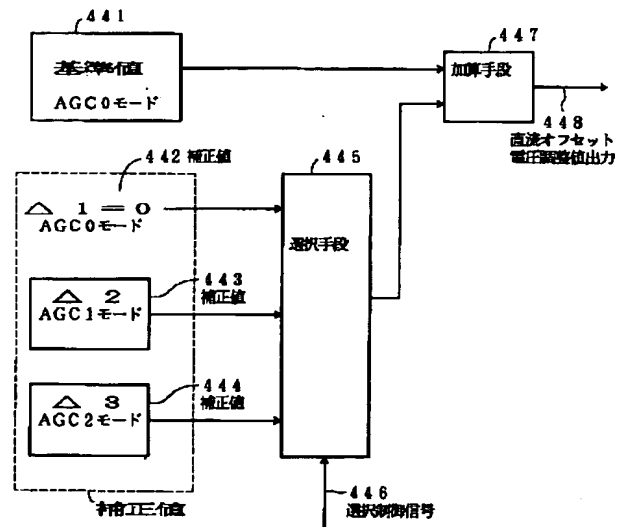 441
基準値
AGC0モード
447
加算手段
448
直流オフセット
電圧調整値出力
442 補正値
△1=0
AGC0モード
445
選択手段
443
補正値
△2
AGC1モード
444
補正値
△3
AGC2モード
補正値
446
選択制御信号